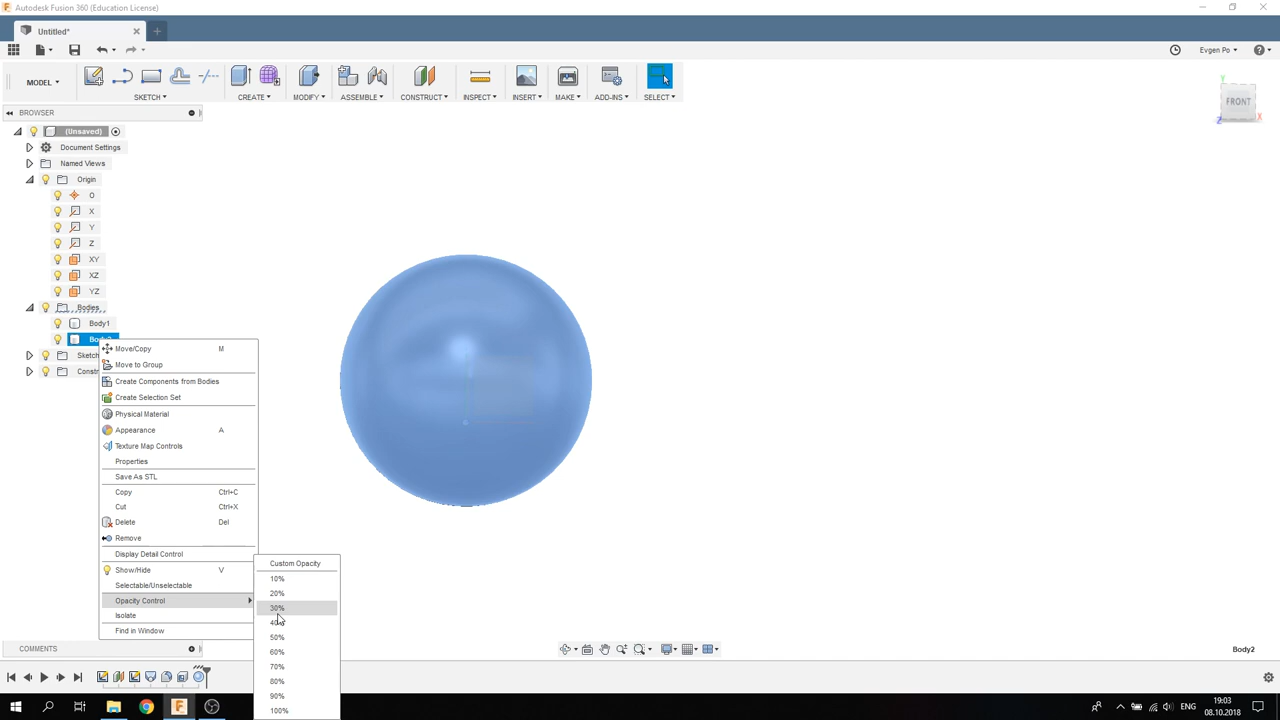 Autodesk Fusion 360 (Education License)
Untitled*
Evgen Po
MODEL
SKETCH
CREATE
MODIFY
ASSEMBLE
CONSTRUCT
INSPECT
INSERT
MAKE
ADD-INS
SELECT
BROWSER
FRONT
Y
Z
X
(Unsaved)
Document Settings
Named Views
Origin
O
X
Y
Z
XY
XZ
YZ
Bodies
Body1
Move/Copy M
Move to Group
Create Components from Bodies
Create Selection Set
Physical Material
Appearance A
Texture Map Controls
Properties
Save As STL
Copy Ctrl+C
Cut Ctrl+X
Delete Del
Remove
Display Detail Control
Show/Hide V
Selectable/Unselectable
Opacity Control
Isolate
Find in Window
Custom Opacity
10%
20%
30%
50%
60%
70%
80%
90%
100%
COMMENTS
Body2
ENG
19:03
08.10.2018